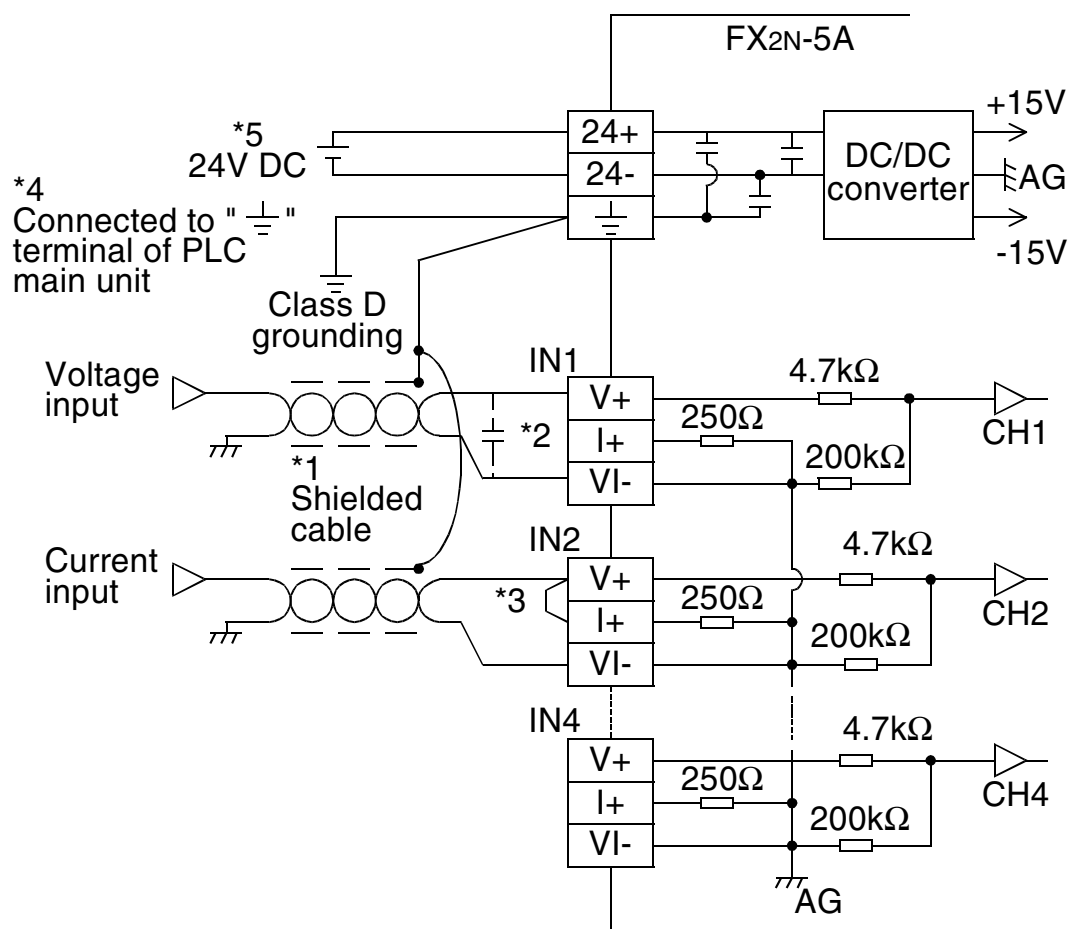 FX2N-5A
*5
24V DC
24+
24-
DC/DC
converter
+15V
AG
-15V
*4
Connected to " "
terminal of PLC
main unit
Class D
grounding
Voltage
input
*1
Shielded
cable
*2
IN1
V+
I+
VI-
250Ω
4.7kΩ
200kΩ
CH1
Current
input
*3
IN2
V+
I+
VI-
250Ω
4.7kΩ
200kΩ
CH2
IN4
V+
I+
VI-
250Ω
4.7kΩ
200kΩ
CH4
AG